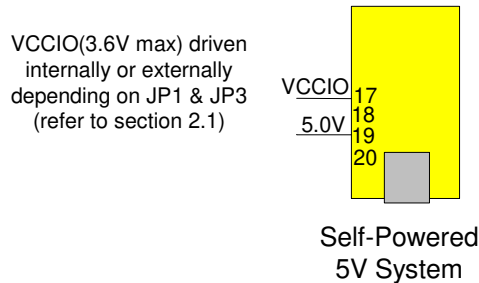 VCCIO(3.6V max) driven
internally or externally
depending on JP1 & JP3
(refer to section 2.1)
VCCIO
17
18
5.0V
19
20
Self-Powered
5V System